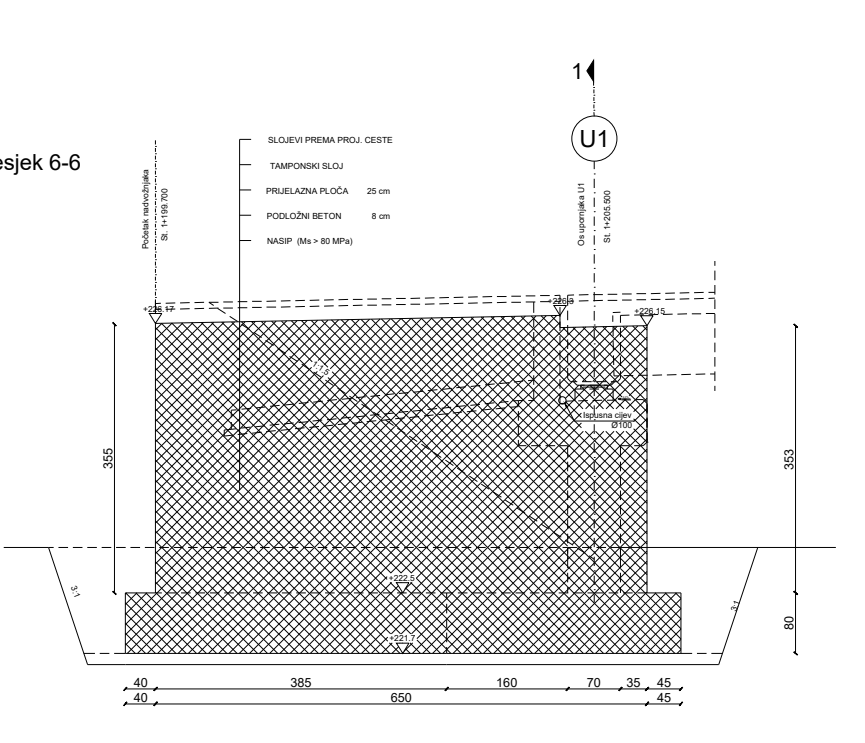 1
U1
esjek 6-6
SLOJEVI PREMA PROJ. CESTE
TAMPONSKI SLOJ
PRIJELAZNA PLOČA 25 cm
PODLOŽNI BETON 8 cm
NASIP (Ms > 80 MPa)
Početak nadvožnjaka
St. 1+199.700
Os upornjaka U1
St. 1+205.500
+226.15
1:1.5
Ispusna cijev
Ø100
355
353
3:1
3:1
+222.5
+221.7
80
40 385 160 70 35 45
40 650 45